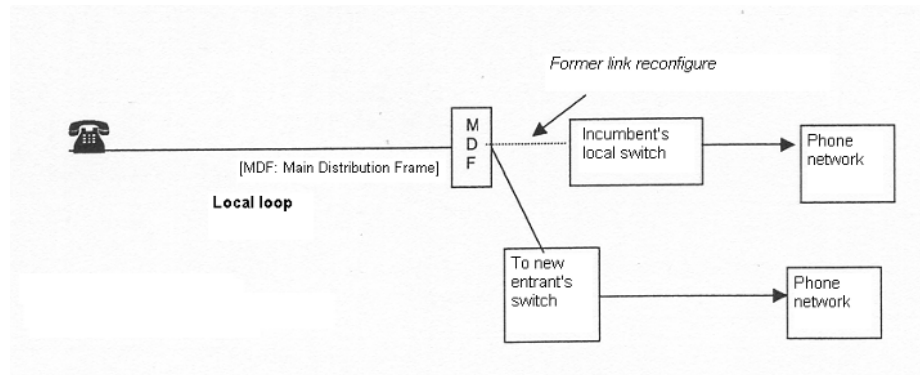 Former link reconfigure
M
D
F
Incumbent's
local switch
Phone
network
[MDF: Main Distribution Frame]
Local loop
To new
entrant's
switch
Phone
network